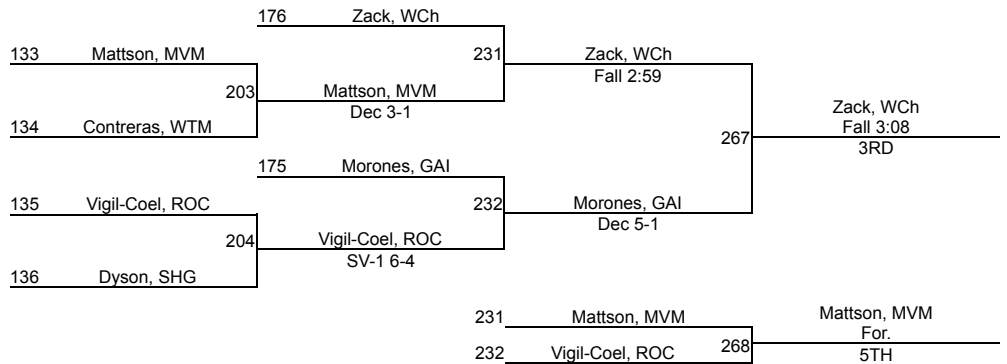 176 Zack, WCh
133 Mattson, MVM
231
Zack, WCh
Fall 2:59
203
Mattson, MVM
Dec 3-1
134 Contreras, WTM
267
Zack, WCh
Fall 3:08
3RD
175 Morones, GAI
135 Vigil-Coel, ROC
232
Morones, GAI
Dec 5-1
204
Vigil-Coel, ROC
SV-1 6-4
136 Dyson, SHG
231 Mattson, MVM
268
Mattson, MVM
For.
5TH
232 Vigil-Coel, ROC